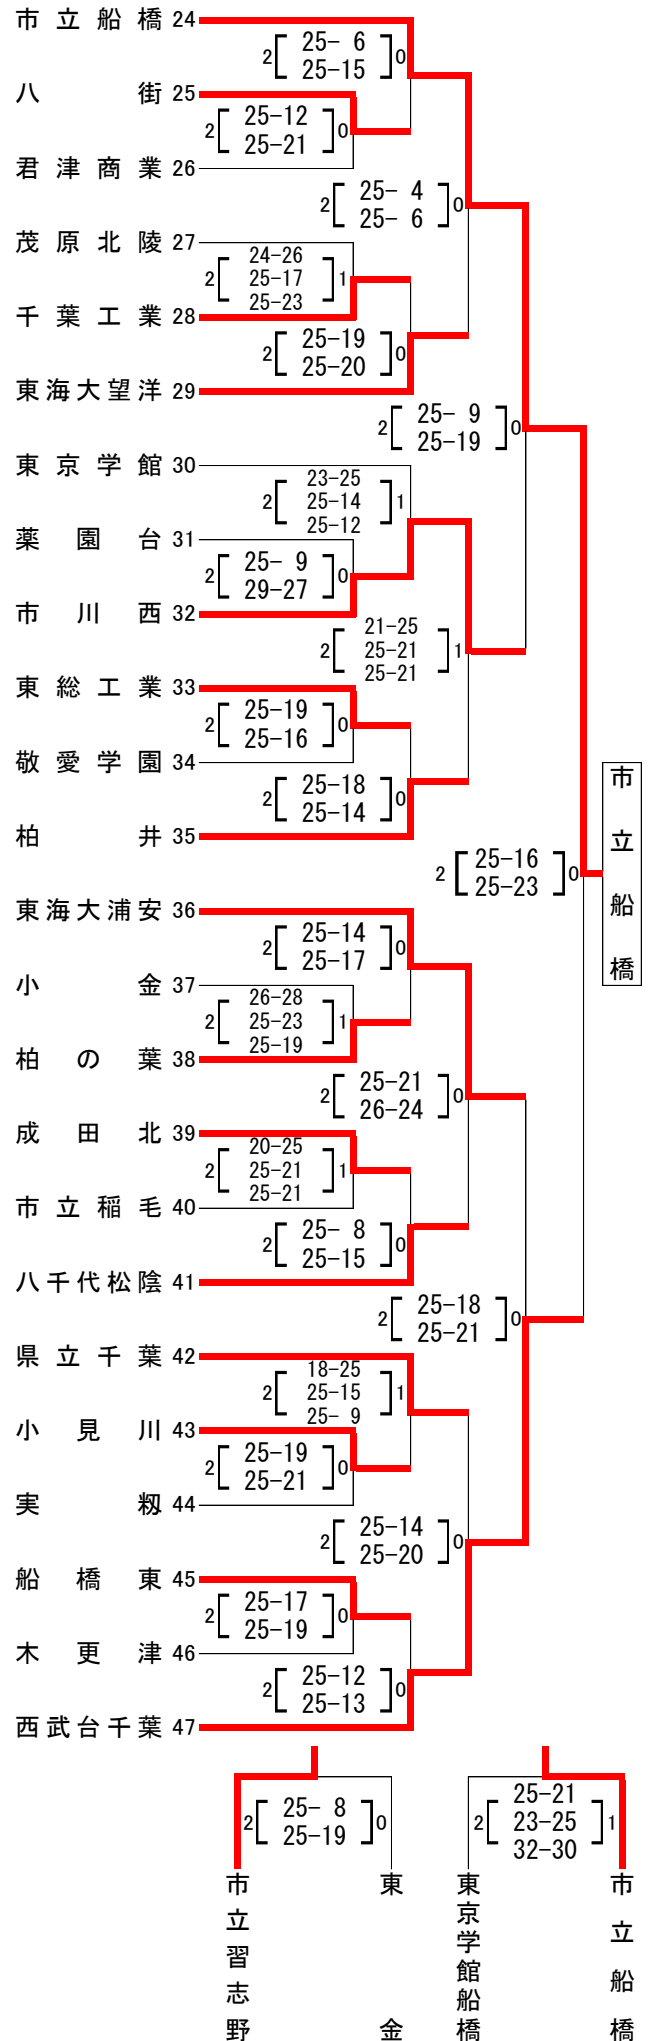 市立船橋 24
2 25- 6 0
25-15
八街 25
2 25-12 0
25-21
君津商業 26
2 25- 4 0
25- 6
茂原北陵 27
24-26
2 25-17 1
25-23
千葉工業 28
2 25-19 0
25-20
東海大望洋 29
2 25- 9 0
25-19
東京学館 30
23-25
2 25-14 1
25-12
薬園台 31
2 25- 9 0
29-27
市川西 32
21-25
2 25-21 1
25-21
東総工業 33
2 25-19 0
25-16
敬愛学園 34
2 25-18 0
25-14
柏井 35
2 25-16 0
25-23
市立船橋
東海大浦安 36
2 25-14 0
25-17
小金 37
26-28
2 25-23 1
25-19
柏の葉 38
2 25-21 0
26-24
成田北 39
20-25
2 25-21 1
25-21
市立稲毛 40
2 25- 8 0
25-15
八千代松陰 41
2 25-18 0
25-21
県立千葉 42
18-25
2 25-15 1
25- 9
小見川 43
2 25-19 0
25-21
実籾 44
2 25-14 0
25-20
船橋東 45
2 25-17 0
25-19
木更津 46
2 25-12 0
25-13
西武台千葉 47
2 25- 8 0
25-19
25-21
2 23-25 1
32-30
市立習志野
東金
東京学館船橋
市立船橋